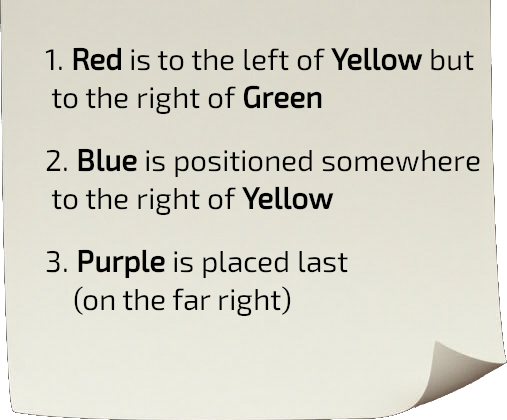 1. Red is to the left of Yellow but
to the right of Green
2. Blue is positioned somewhere
to the right of Yellow
3. Purple is placed last
(on the far right)